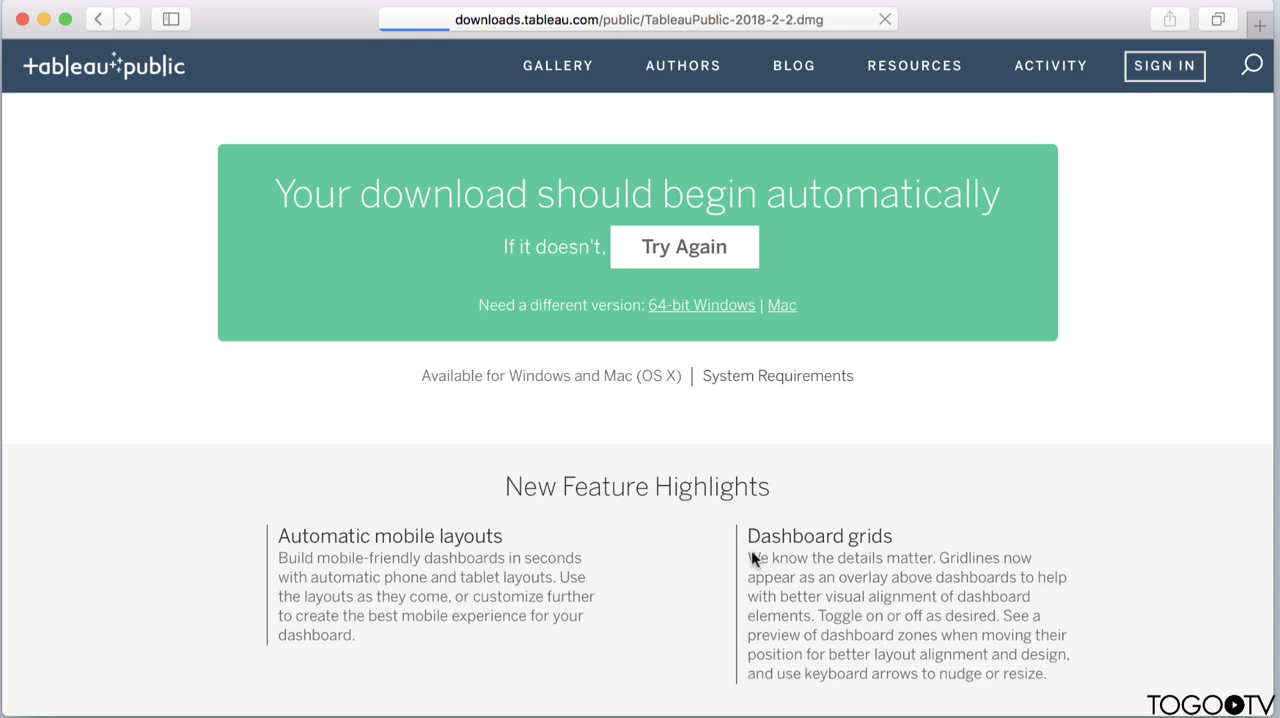 downloads.tableau.com/public/TableauPublic-2018-2-2.dmg
tableau public
GALLERY AUTHORS BLOG RESOURCES ACTIVITY SIGN IN
Your download should begin automatically
If it doesn't, Try Again
Need a different version: 64-bit Windows | Mac
Available for Windows and Mac (OS X) | System Requirements
New Feature Highlights
Automatic mobile layouts
Build mobile-friendly dashboards in seconds
with automatic phone and tablet layouts. Use
the layouts as they come, or customize further
to create the best mobile experience for your
dashboard.
Dashboard grids
We know the details matter. Gridlines now
appear as an overlay above dashboards to help
with better visual alignment of dashboard
elements. Toggle on or off as desired. See a
preview of dashboard zones when moving their
position for better layout alignment and design,
and use keyboard arrows to nudge or resize.
TOGOTV